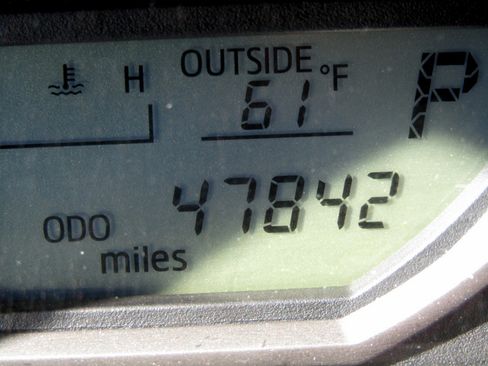 H OUTSIDE °F P
61
ODO 47842
miles